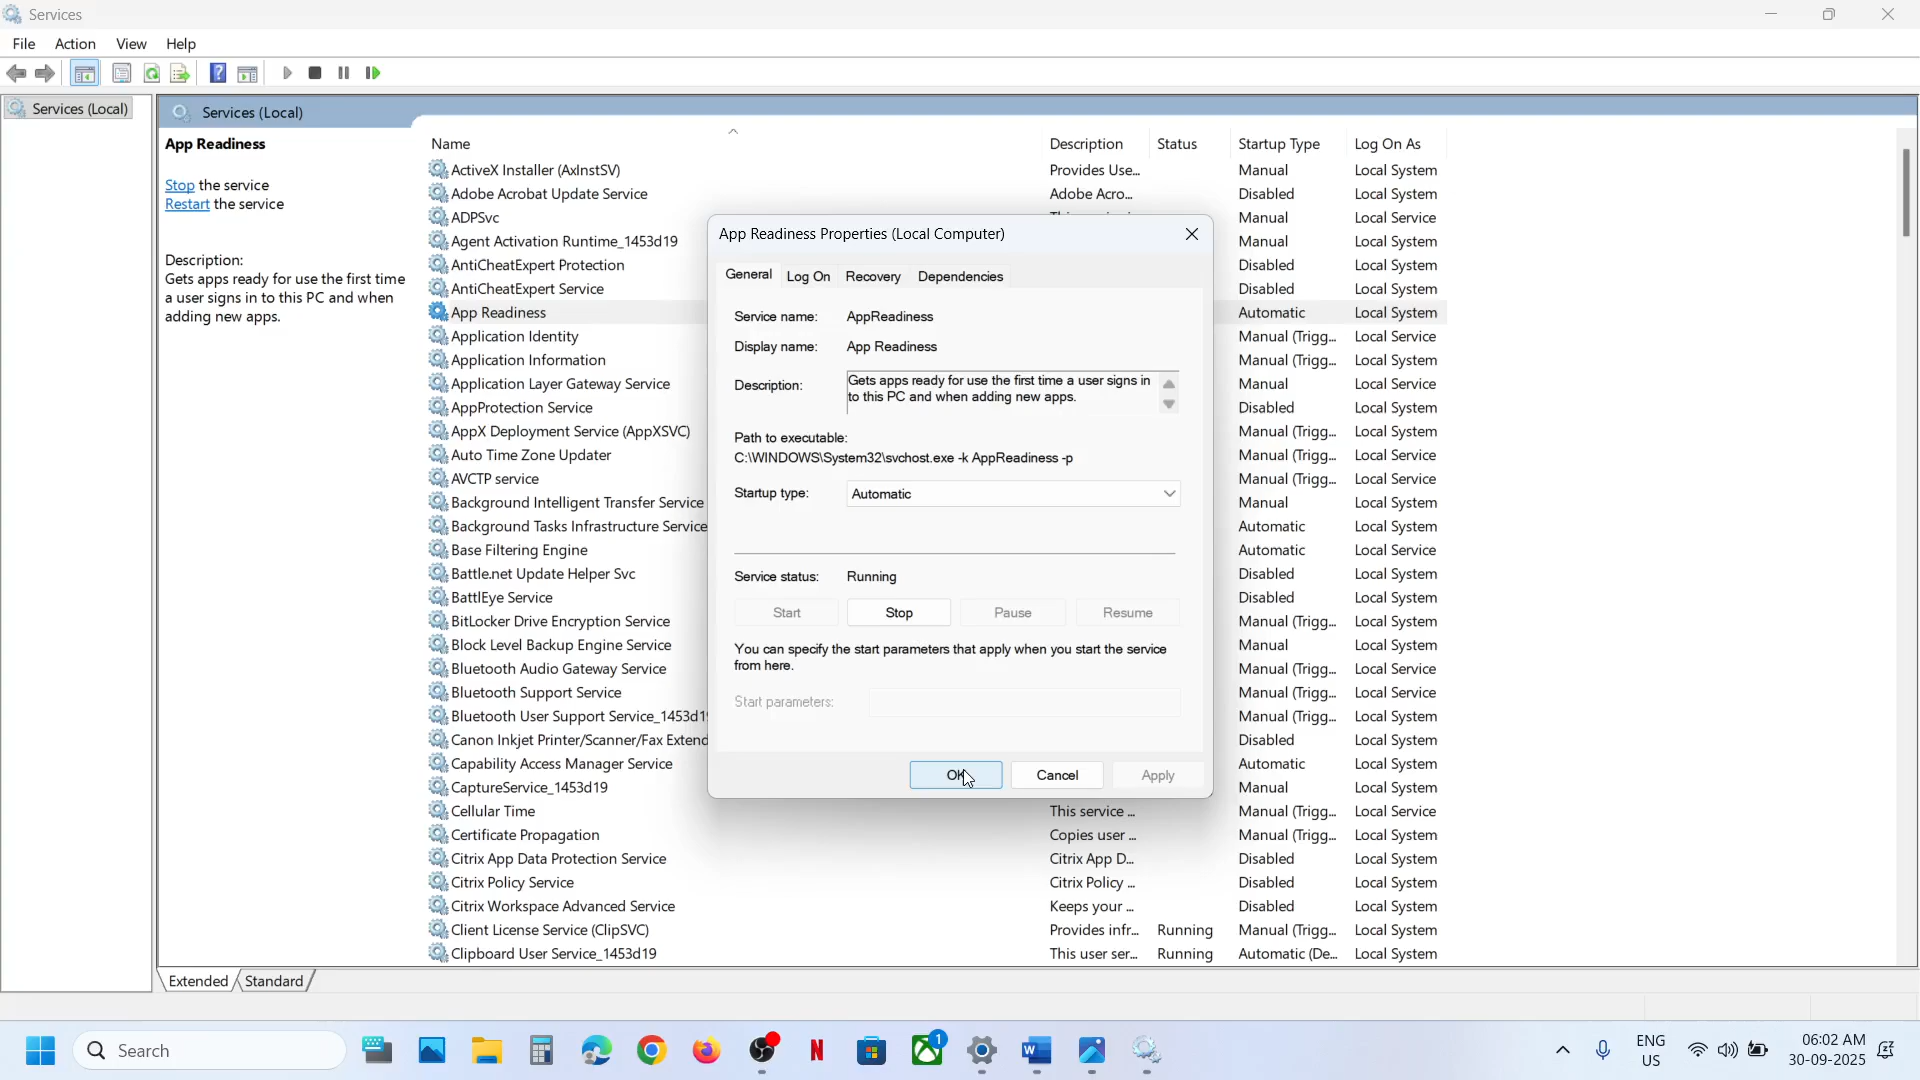 Services
File Action View Help
Services (Local)
Services (Local)
App Readiness
Stop the service
Restart the service
Description:
Gets apps ready for use the first time
a user signs in to this PC and when
adding new apps.
Name Description Status Startup Type Log On As
ActiveX Installer (AxInstSV) Provides Use... Manual Local System
Adobe Acrobat Update Service Adobe Acro... Disabled Local System
ADPSvc Manual Local Service
Agent Activation Runtime_1453d19 Manual Local System
AntiCheatExpert Protection Disabled Local System
AntiCheatExpert Service Disabled Local System
App Readiness Automatic Local System
Application Identity Manual (Trigg... Local Service
Application Information Manual (Trigg... Local System
Application Layer Gateway Service Manual Local Service
AppProtection Service Disabled Local System
AppX Deployment Service (AppXSVC) Manual (Trigg... Local System
Auto Time Zone Updater Manual (Trigg... Local Service
AVCTP service Manual (Trigg... Local Service
Background Intelligent Transfer Service Manual Local System
Background Tasks Infrastructure Service Automatic Local System
Base Filtering Engine Automatic Local Service
Battle.net Update Helper Svc Disabled Local System
BattlEye Service Disabled Local System
BitLocker Drive Encryption Service Manual (Trigg... Local System
Block Level Backup Engine Service Manual Local System
Bluetooth Audio Gateway Service Manual (Trigg... Local Service
Bluetooth Support Service Manual (Trigg... Local Service
Bluetooth User Support Service_1453d19 Manual (Trigg... Local System
Canon Inkjet Printer/Scanner/Fax Extend Disabled Local System
Capability Access Manager Service Automatic Local System
CaptureService_1453d19 Manual Local System
Cellular Time This service ... Manual (Trigg... Local Service
Certificate Propagation Copies user ... Manual (Trigg... Local System
Citrix App Data Protection Service Citrix App D... Disabled Local System
Citrix Policy Service Citrix Policy ... Disabled Local System
Citrix Workspace Advanced Service Keeps your ... Disabled Local System
Client License Service (ClipSVC) Provides infr... Running Manual (Trigg... Local System
Clipboard User Service_1453d19 This user ser... Running Automatic (De... Local System
App Readiness Properties (Local Computer)
General Log On Recovery Dependencies
Service name: AppReadiness
Display name: App Readiness
Description: Gets apps ready for use the first time a user signs in
to this PC and when adding new apps.
Path to executable:
C:\WINDOWS\System32\svchost.exe -k AppReadiness -p
Startup type: Automatic
Service status: Running
Start Stop Pause Resume
You can specify the start parameters that apply when you start the service
from here.
Start parameters:
OK Cancel Apply
Extended Standard
Search
1
ENG
US
06:02 AM
30-09-2025